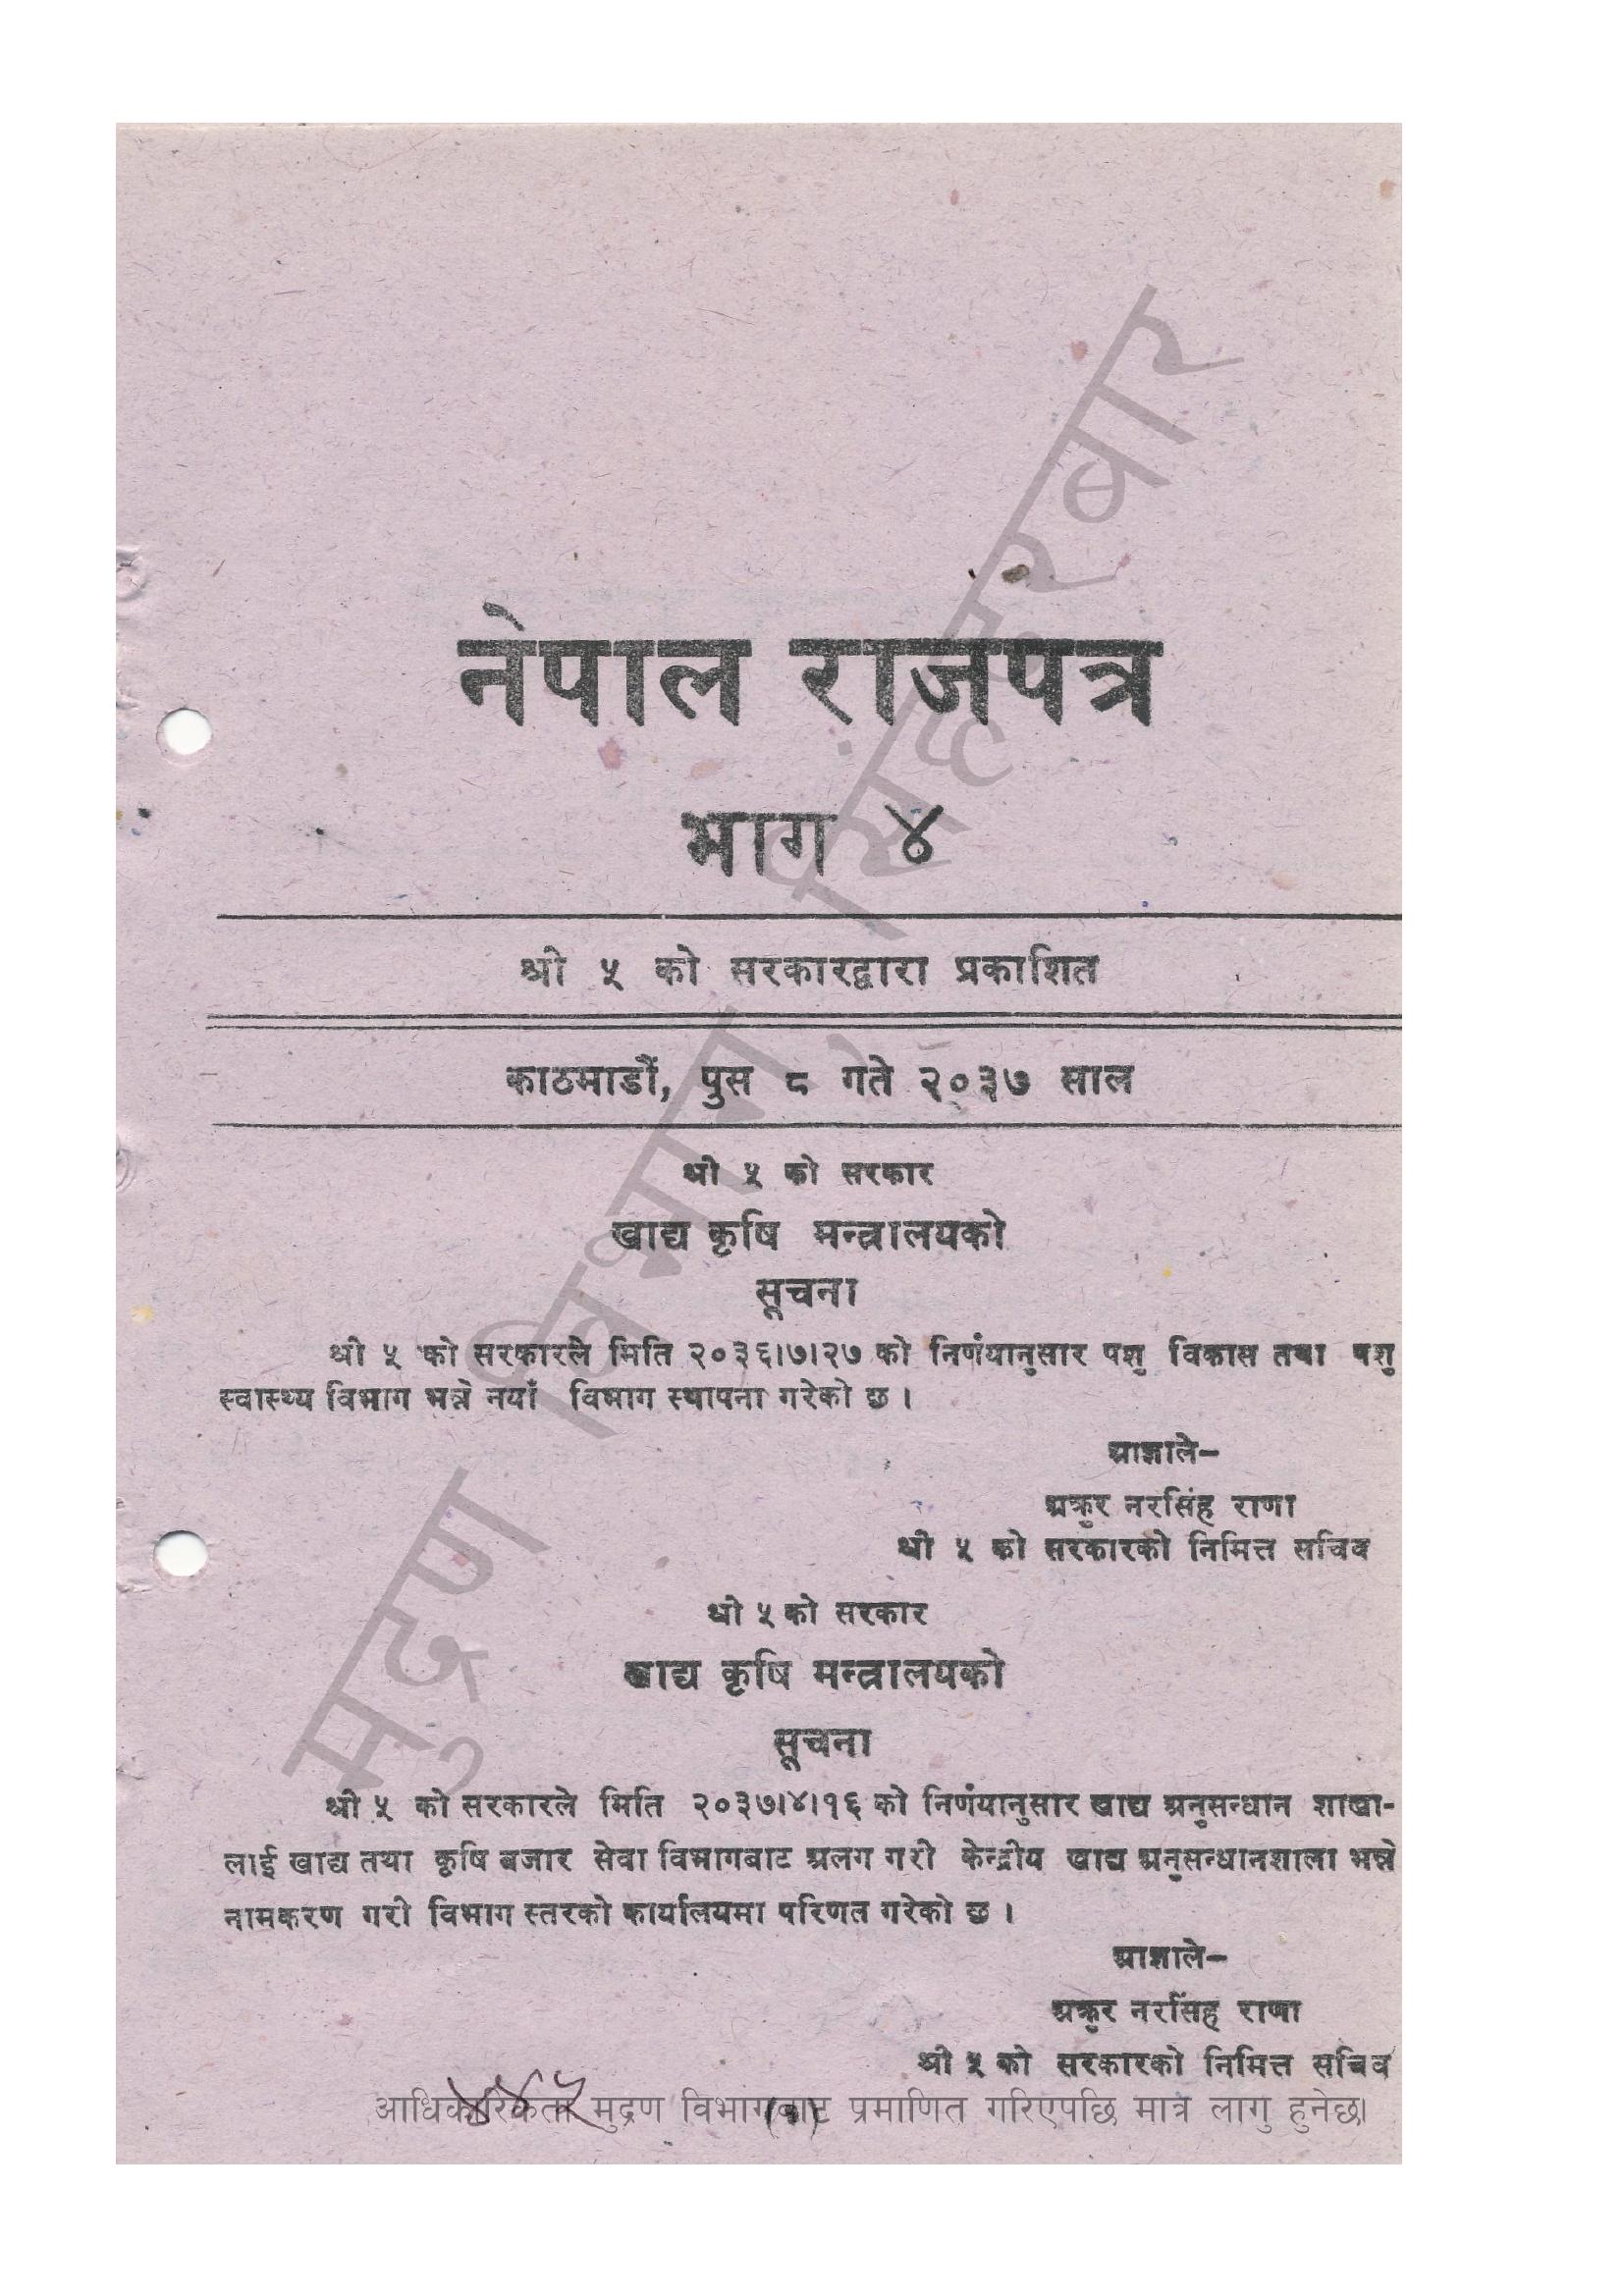 नेपाल राजपत्र
भाग ४
श्री ५ को सरकारद्वारा प्रकाशित
काठमाडौं, पुस ८ गते २०३७ साल
श्री ५ को सरकार
खाद्य कृषि मन्त्रालयको
सूचना
श्री ५ को सरकारले मिति २०३६।७।२७ को निर्णयानुसार पशु विकास तथा पशु
स्वास्थ्य विभाग भन्ने नयाँ विभाग स्थापना गरेको छ ।
आज्ञाले–
अक्रुर नरसिंह राणा
श्री ५ को सरकारको निमित्त सचिव
श्री ५ को सरकार
खाद्य कृषि मन्त्रालयको
सूचना
श्री ५ को सरकारले मिति २०३७।४।१६ को निर्णयानुसार खाद्य अनुसन्धान शाखा-
लाई खाद्य तथा कृषि बजार सेवा विभागबाट अलग गरी केन्द्रीय खाद्य अनुसन्धानशाला भन्ने
नामकरण गरी विभाग स्तरको कार्यालयमा परिणत गरेको छ ।
आज्ञाले–
अक्रुर नरसिंह राणा
श्री ५ को सरकारको निमित्त सचिव
आधिकारिकता मुद्रण विभागबाट प्रमाणित गरिएपछि मात्र लागु हुनेछ।
मुद्रण विभाग, सिंहदरबार